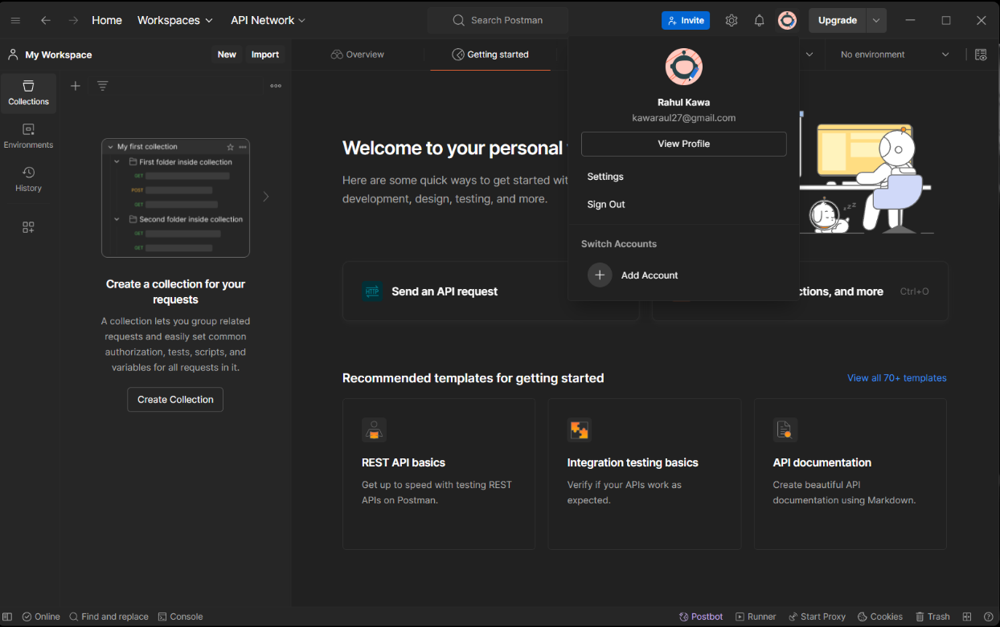 Home Workspaces API Network Search Postman Invite Upgrade
My Workspace New Import Overview Getting started No environment
Collections
Environments
History
My first collection
First folder inside collection
GET
POST
GET
Second folder inside collection
GET
GET
Create a collection for your
requests
A collection lets you group related
requests and easily set common
authorization, tests, scripts, and
variables for all requests in it.
Create Collection
Welcome to your personal
Here are some quick ways to get started wit
development, design, testing, and more.
HTTP Send an API request
ctions, and more Ctrl+O
Rahul Kawa
kawaraul27@gmail.com
View Profile
Settings
Sign Out
Switch Accounts
Add Account
zzz
Recommended templates for getting started View all 70+ templates
REST API basics
Get up to speed with testing REST
APIs on Postman.
Integration testing basics
Verify if your APIs work as
expected.
API documentation
Create beautiful API
documentation using Markdown.
Online Find and replace Console Postbot Runner Start Proxy Cookies Trash